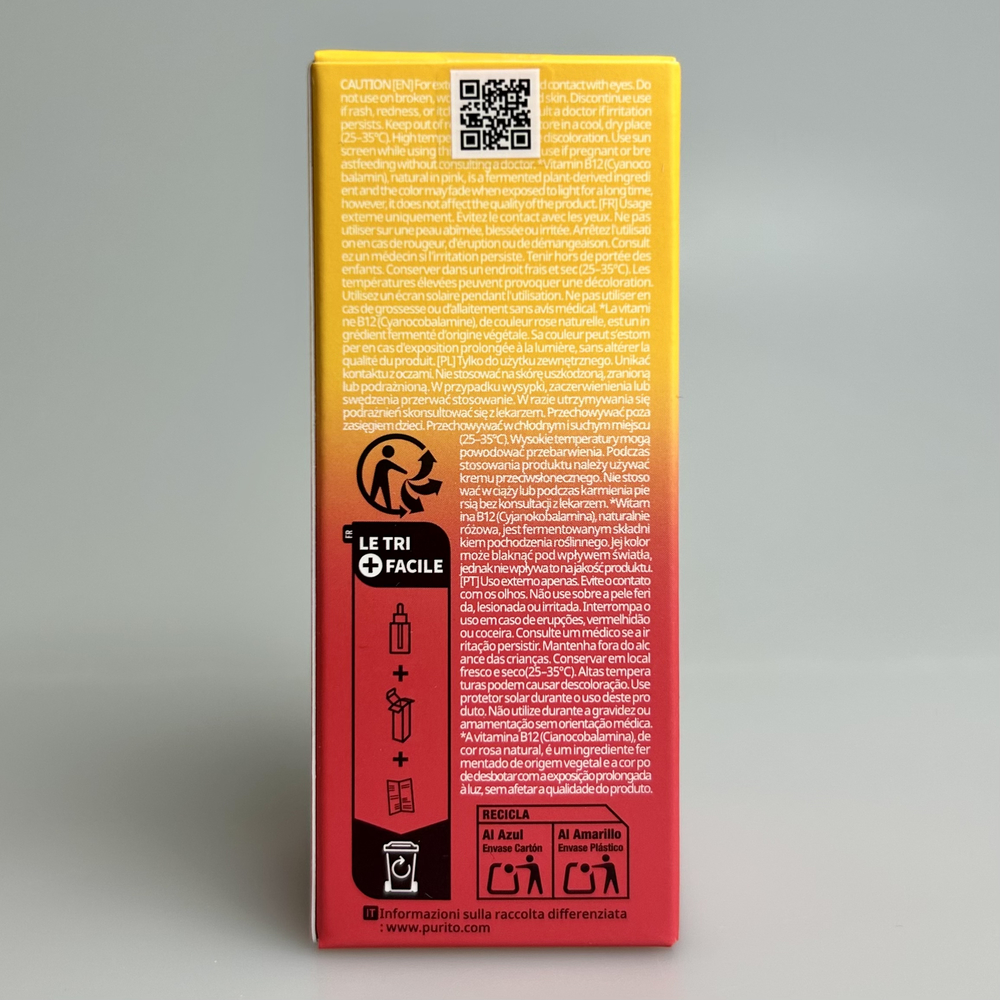 CAUTION [EN] For ext d contact with eyes. Do
not use on broken, wo d skin. Discontinue use
if rash, redness, or itc ult a doctor if irritation
persists. Keep out of r ore in a cool, dry place
(25–35°C). High tempe discoloration. Use sun
screen while using th use if pregnant or bre
astfeeding without consulting a doctor. *Vitamin B12 (Cyanoco
balamin), natural in pink, is a fermented plant-derived ingredi
ent and the color may fade when exposed to light for a long time,
however, it does not affect the quality of the product. [FR] Usage
externe uniquement. Évitez le contact avec les yeux. Ne pas
utiliser sur une peau abîmée, blessée ou irritée. Arrêtez l'utilisati
on en cas de rougeur, d'éruption ou de démangeaison. Consult
ez un médecin si l'irritation persiste. Tenir hors de portée des
enfants. Conserver dans un endroit frais et sec (25–35°C). Les
températures élevées peuvent provoquer une décoloration.
Utilisez un écran solaire pendant l'utilisation. Ne pas utiliser en
cas de grossesse ou d'allaitement sans avis médical. *La vitami
ne B12 (Cyanocobalamine), de couleur rose naturelle, est un in
grédient fermenté d'origine végétale. Sa couleur peut s'estom
per en cas d'exposition prolongée à la lumière, sans altérer la
qualité du produit. [PL] Tylko do użytku zewnętrznego. Unikać
kontaktu z oczami. Nie stosować na skórę uszkodzoną, zranioną
lub podrażnioną. W przypadku wysypki, zaczerwienienia lub
swędzenia przerwać stosowanie. W razie utrzymywania się
podrażnień skonsultować się z lekarzem. Przechowywać poza
zasięgiem dzieci. Przechowywać w chłodnym i suchym miejscu
(25–35°C). Wysokie temperatury mogą
powodować przebarwienia. Podczas
stosowania produktu należy używać
kremu przeciwsłonecznego. Nie stoso
wać w ciąży lub podczas karmienia pie
rsią bez konsultacji z lekarzem. *Witam
ina B12 (Cyjanokobalamina), naturalnie
różowa, jest fermentowanym składni
kiem pochodzenia roślinnego. Jej kolor
może blaknąć pod wpływem światła,
jednak nie wpływa to na jakość produktu.
[PT] Uso externo apenas. Evite o contato
com os olhos. Não use sobre a pele feri
da, lesionada ou irritada. Interrompa o
uso em caso de erupções, vermelhidão
ou coceira. Consulte um médico se a ir
ritação persistir. Mantenha fora do alc
ance das crianças. Conservar em local
fresco e seco(25–35°C). Altas tempera
turas podem causar descoloração. Use
protetor solar durante o uso deste pro
duto. Não utilize durante a gravidez ou
amamentação sem orientação médica.
*A vitamina B12 (Cianocobalamina), de
cor rosa natural, é um ingrediente fer
mentado de origem vegetal e a cor po
de desbotar com a exposição prolongada
à luz, sem afetar a qualidade do produto.
FR
LE TRI
+ FACILE
RECICLA
Al Azul
Envase Cartón
Al Amarillo
Envase Plástico
IT Informazioni sulla raccolta differenziata
: www.purito.com